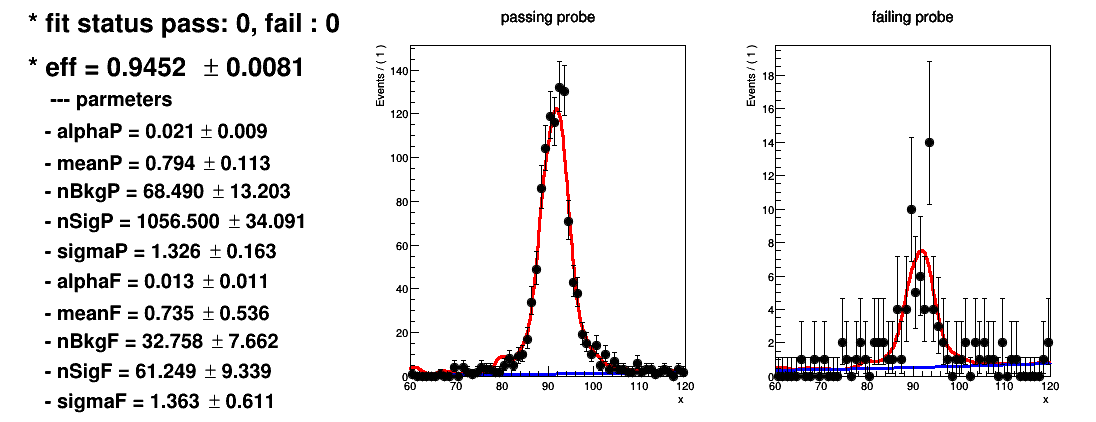 * fit status pass: 0, fail : 0
* eff = 0.9452 ± 0.0081
--- parmeters
- alphaP = 0.021 ± 0.009
- meanP = 0.794 ± 0.113
- nBkgP = 68.490 ± 13.203
- nSigP = 1056.500 ± 34.091
- sigmaP = 1.326 ± 0.163
- alphaF = 0.013 ± 0.011
- meanF = 0.735 ± 0.536
- nBkgF = 32.758 ± 7.662
- nSigF = 61.249 ± 9.339
- sigmaF = 1.363 ± 0.611
passing probe
Events / ( 1 )
140
120
100
80
60
40
20
0
60 70 80 90 100 110 120
x
failing probe
Events / ( 1 )
18
16
14
12
10
8
6
4
2
0
60 70 80 90 100 110 120
x